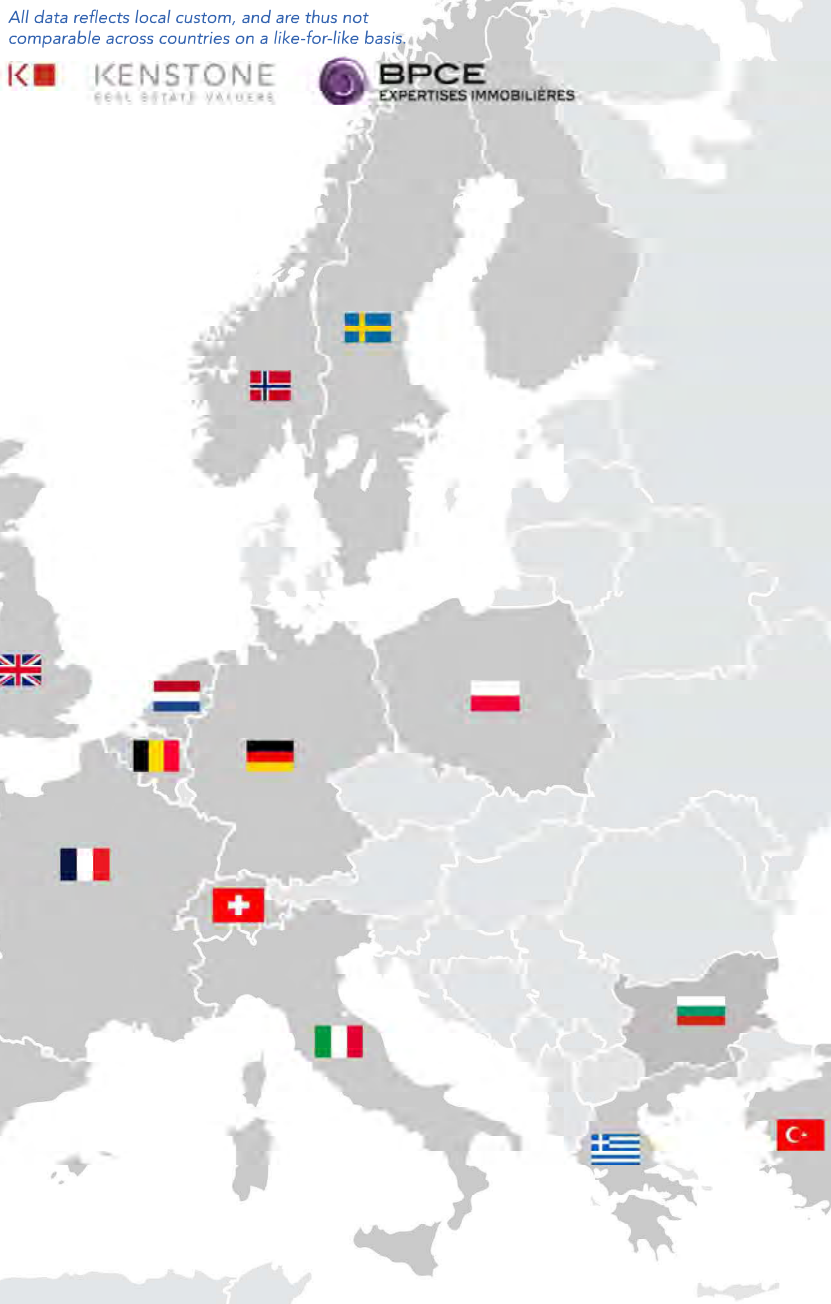 All data reflects local custom, and are thus not
comparable across countries on a like-for-like basis.
KENSTONE
REAL ESTATE VALUERS
BPCE
EXPERTISES IMMOBILIÈRES